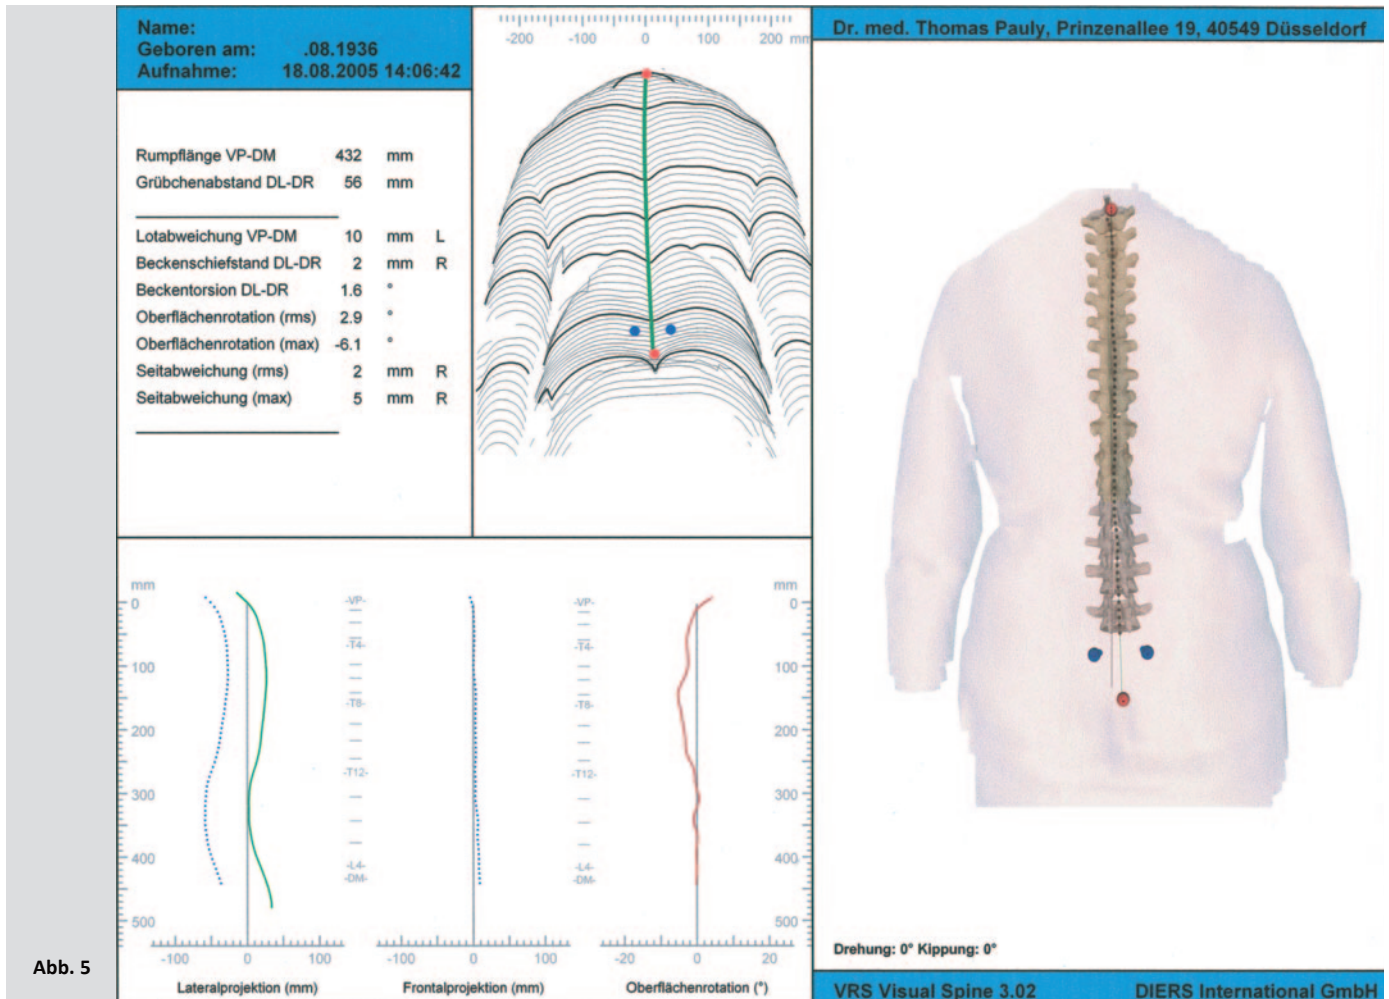 Name:
Geboren am: .08.1936
Aufnahme: 18.08.2005 14:06:42
-200 -100 0 100 200 mm
Dr. med. Thomas Pauly, Prinzenallee 19, 40549 Düsseldorf
Rumpflänge VP-DM 432 mm
Grübchenabstand DL-DR 56 mm
Lotabweichung VP-DM 10 mm L
Beckenschiefstand DL-DR 2 mm R
Beckentorsion DL-DR 1.6 °
Oberflächenrotation (rms) 2.9 °
Oberflächenrotation (max) -6.1 °
Seitabweichung (rms) 2 mm R
Seitabweichung (max) 5 mm R
mm mm
0 -VP- -VP- 0
-T4- -T4-
100 100
-T8- -T8-
200 200
-T12- -T12-
300 300
400 -L4- -L4- 400
-DM- -DM-
500 500
-100 0 100 -100 0 100 -20 0 20
Lateralprojektion (mm) Frontalprojektion (mm) Oberflächenrotation (°)
Drehung: 0° Kippung: 0°
VRS Visual Spine 3.02 DIERS International GmbH
Abb. 5